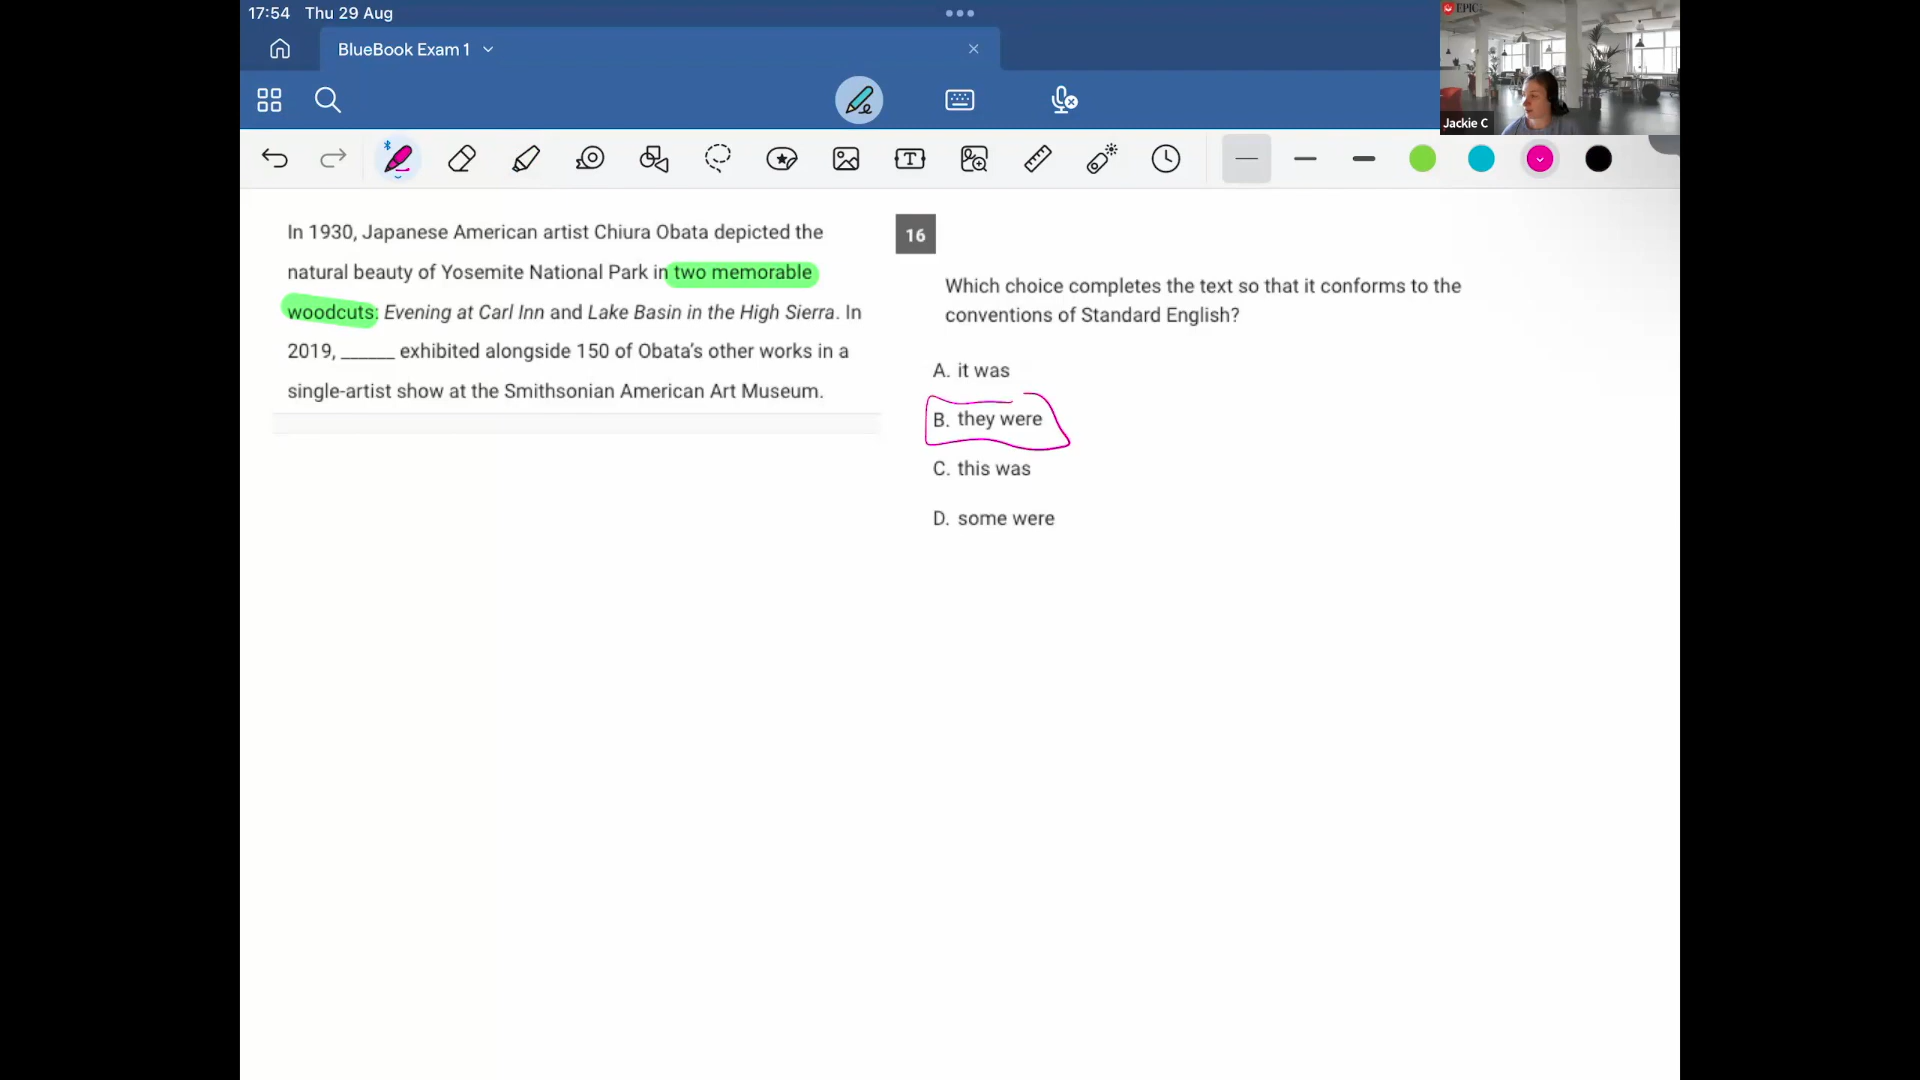 17:54 Thu 29 Aug
BlueBook Exam 1
EPIC
Jackie C
In 1930, Japanese American artist Chiura Obata depicted the
natural beauty of Yosemite National Park in two memorable
woodcuts: Evening at Carl Inn and Lake Basin in the High Sierra. In
2019, ______ exhibited alongside 150 of Obata's other works in a
single-artist show at the Smithsonian American Art Museum.
16
Which choice completes the text so that it conforms to the
conventions of Standard English?
A. it was
B. they were
C. this was
D. some were